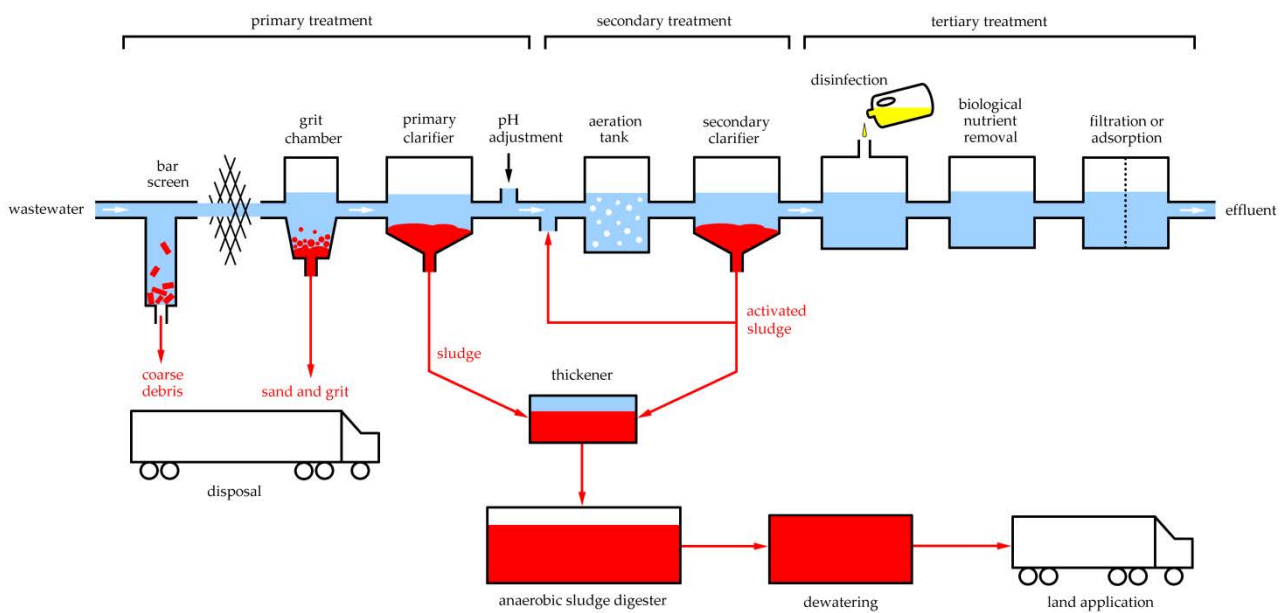 primary treatment
secondary treatment
tertiary treatment
disinfection
grit
chamber
primary
clarifier
pH
adjustment
aeration
tank
secondary
clarifier
biological
nutrient
removal
filtration or
adsorption
bar
screen
wastewater
effluent
activated
sludge
sludge
coarse
debris
sand and grit
thickener
disposal
anaerobic sludge digester
dewatering
land application